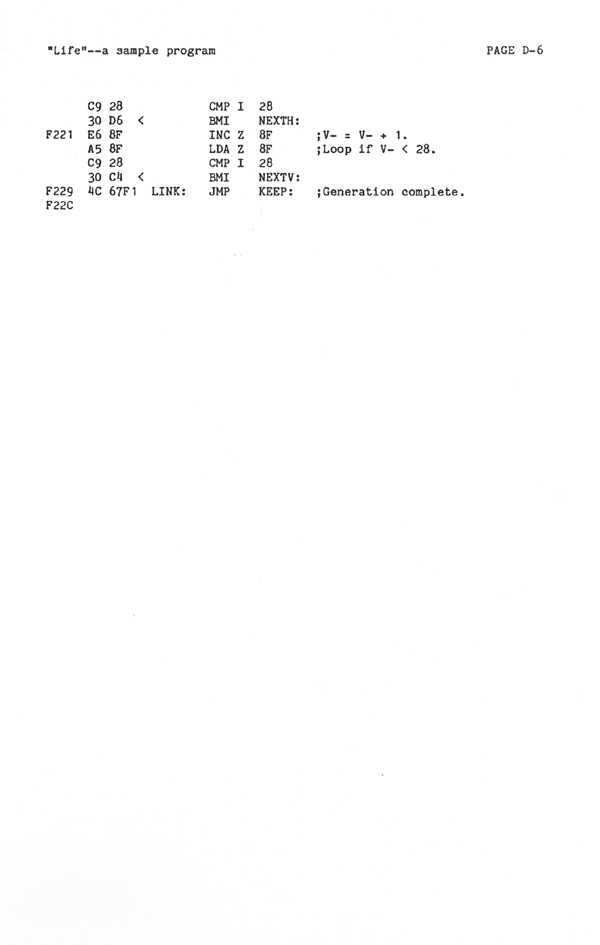 "Life"--a sample program PAGE D-6
C9 28 CMP I 28
30 D6 < BMI NEXTH:
F221 E6 8F INC Z 8F ;V- = V- + 1.
A5 8F LDA Z 8F ;Loop if V- < 28.
C9 28 CMP I 28
30 C4 < BMI NEXTV:
F229 4C 67F1 LINK: JMP KEEP: ;Generation complete.
F22C